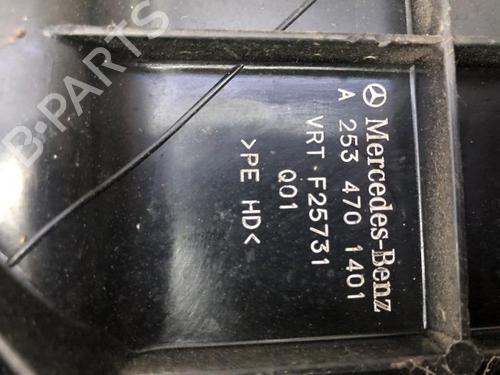 Mercedes-Benz
A 253 470 1401
VRT·F25731
Q01
>PE HD<
B-PARTS